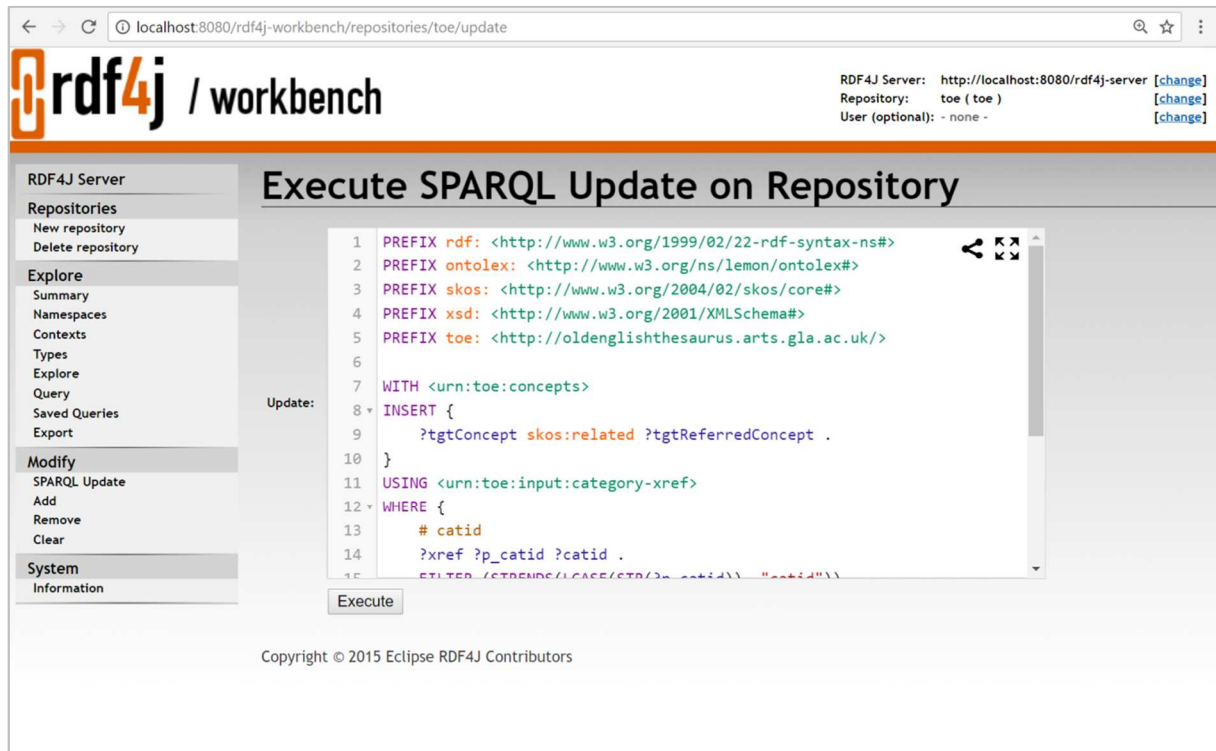 localhost:8080/rdf4j-workbench/repositories/toe/update
rdf4j / workbench
RDF4J Server: http://localhost:8080/rdf4j-server [change]
Repository: toe ( toe ) [change]
User (optional): - none - [change]
RDF4J Server
Repositories
New repository
Delete repository
Explore
Summary
Namespaces
Contexts
Types
Explore
Query
Saved Queries
Export
Modify
SPARQL Update
Add
Remove
Clear
System
Information
Execute SPARQL Update on Repository
Update:
1 PREFIX rdf: <http://www.w3.org/1999/02/22-rdf-syntax-ns#>
2 PREFIX ontolex: <http://www.w3.org/ns/lemon/ontolex#>
3 PREFIX skos: <http://www.w3.org/2004/02/skos/core#>
4 PREFIX xsd: <http://www.w3.org/2001/XMLSchema#>
5 PREFIX toe: <http://oldenglishthesaurus.arts.gla.ac.uk/>
6
7 WITH <urn:toe:concepts>
8 INSERT {
9 ?tgtConcept skos:related ?tgtReferredConcept .
10 }
11 USING <urn:toe:input:category-xref>
12 WHERE {
13 # catid
14 ?xref ?p_catid ?catid .
15 FILTER (STRENDS(LCASE(STR(?p_catid)), "catid"))
Execute
Copyright © 2015 Eclipse RDF4J Contributors